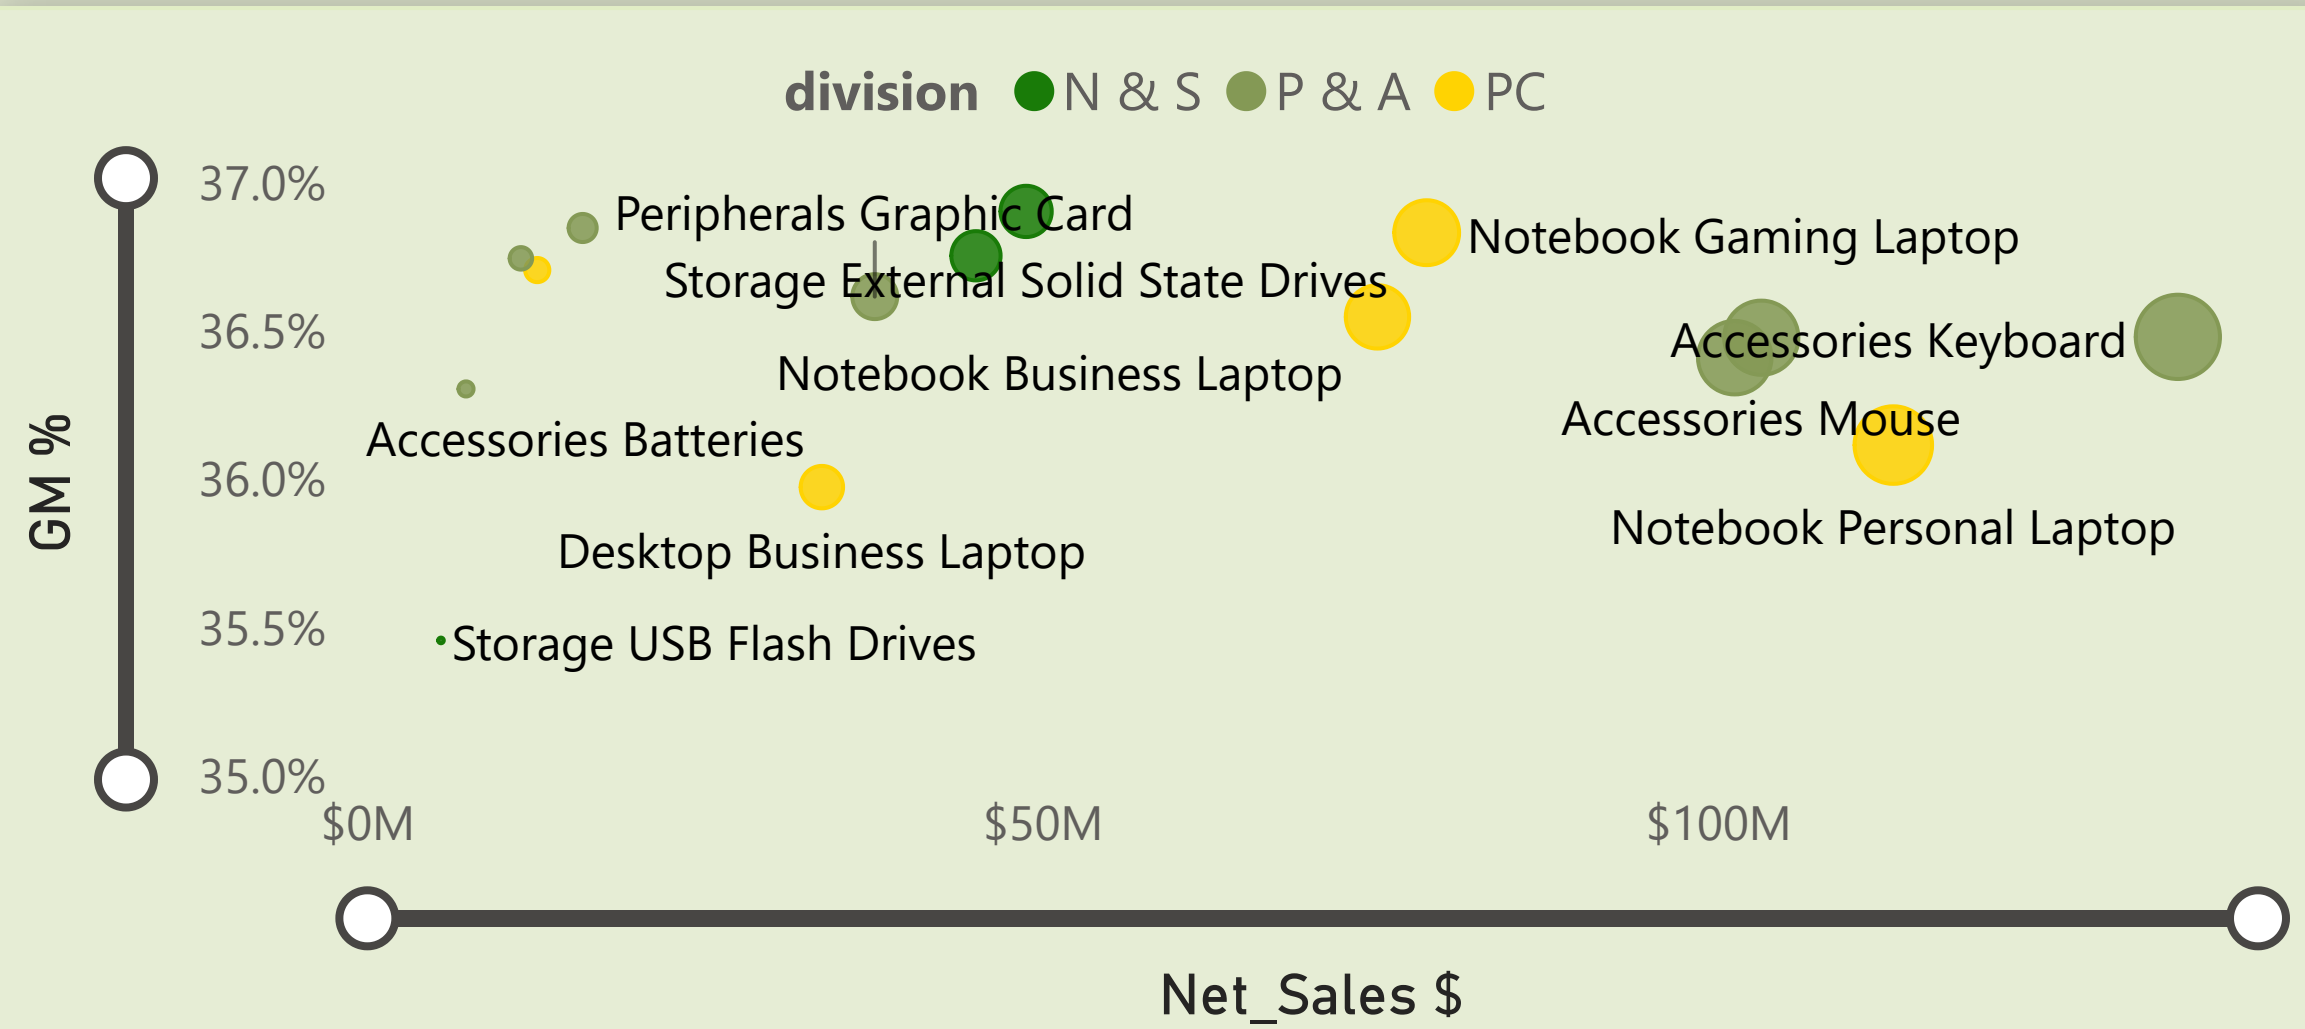 division N & S P & A PC
37.0%
Peripherals Graphic Card
Notebook Gaming Laptop
Storage External Solid State Drives
36.5%
Accessories Keyboard
Notebook Business Laptop
Accessories Mouse
Accessories Batteries
GM %
36.0%
Notebook Personal Laptop
Desktop Business Laptop
35.5%
Storage USB Flash Drives
35.0%
$0M $50M $100M
Net_Sales $